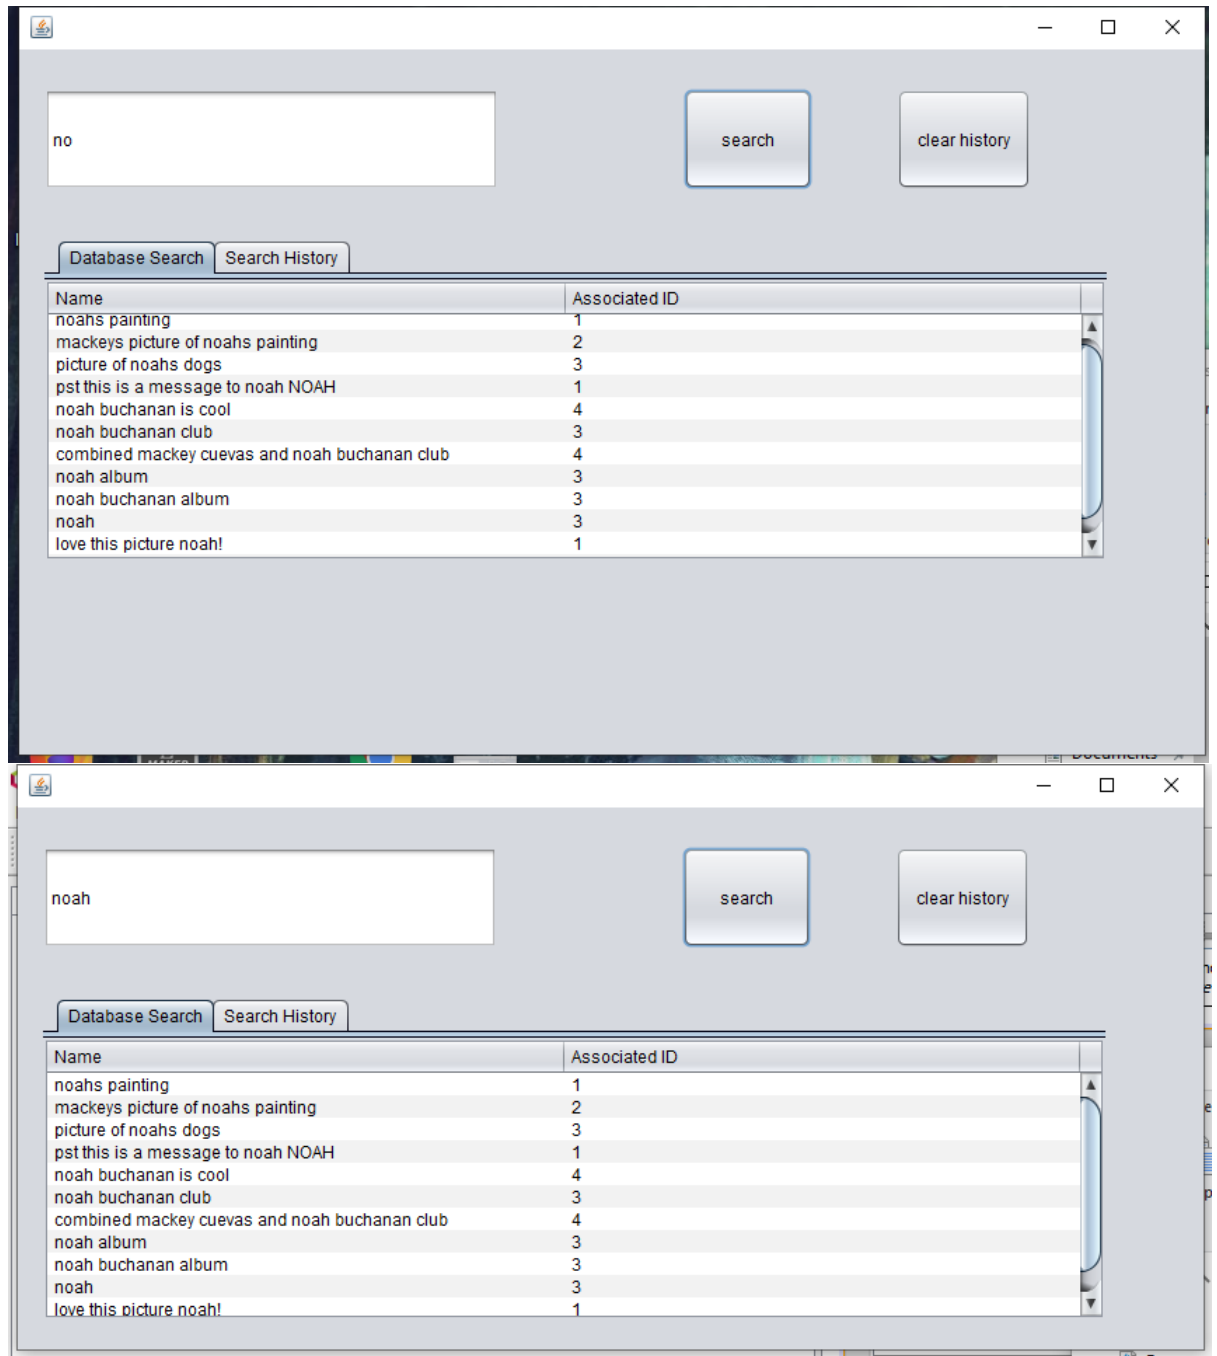 no
search
clear history
Database Search Search History
Name Associated ID
noahs painting 1
mackeys picture of noahs painting 2
picture of noahs dogs 3
pst this is a message to noah NOAH 1
noah buchanan is cool 4
noah buchanan club 3
combined mackey cuevas and noah buchanan club 4
noah album 3
noah buchanan album 3
noah 3
love this picture noah! 1
Documents
noah
search
clear history
Database Search Search History
Name Associated ID
noahs painting 1
mackeys picture of noahs painting 2
picture of noahs dogs 3
pst this is a message to noah NOAH 1
noah buchanan is cool 4
noah buchanan club 3
combined mackey cuevas and noah buchanan club 4
noah album 3
noah buchanan album 3
noah 3
love this picture noah! 1